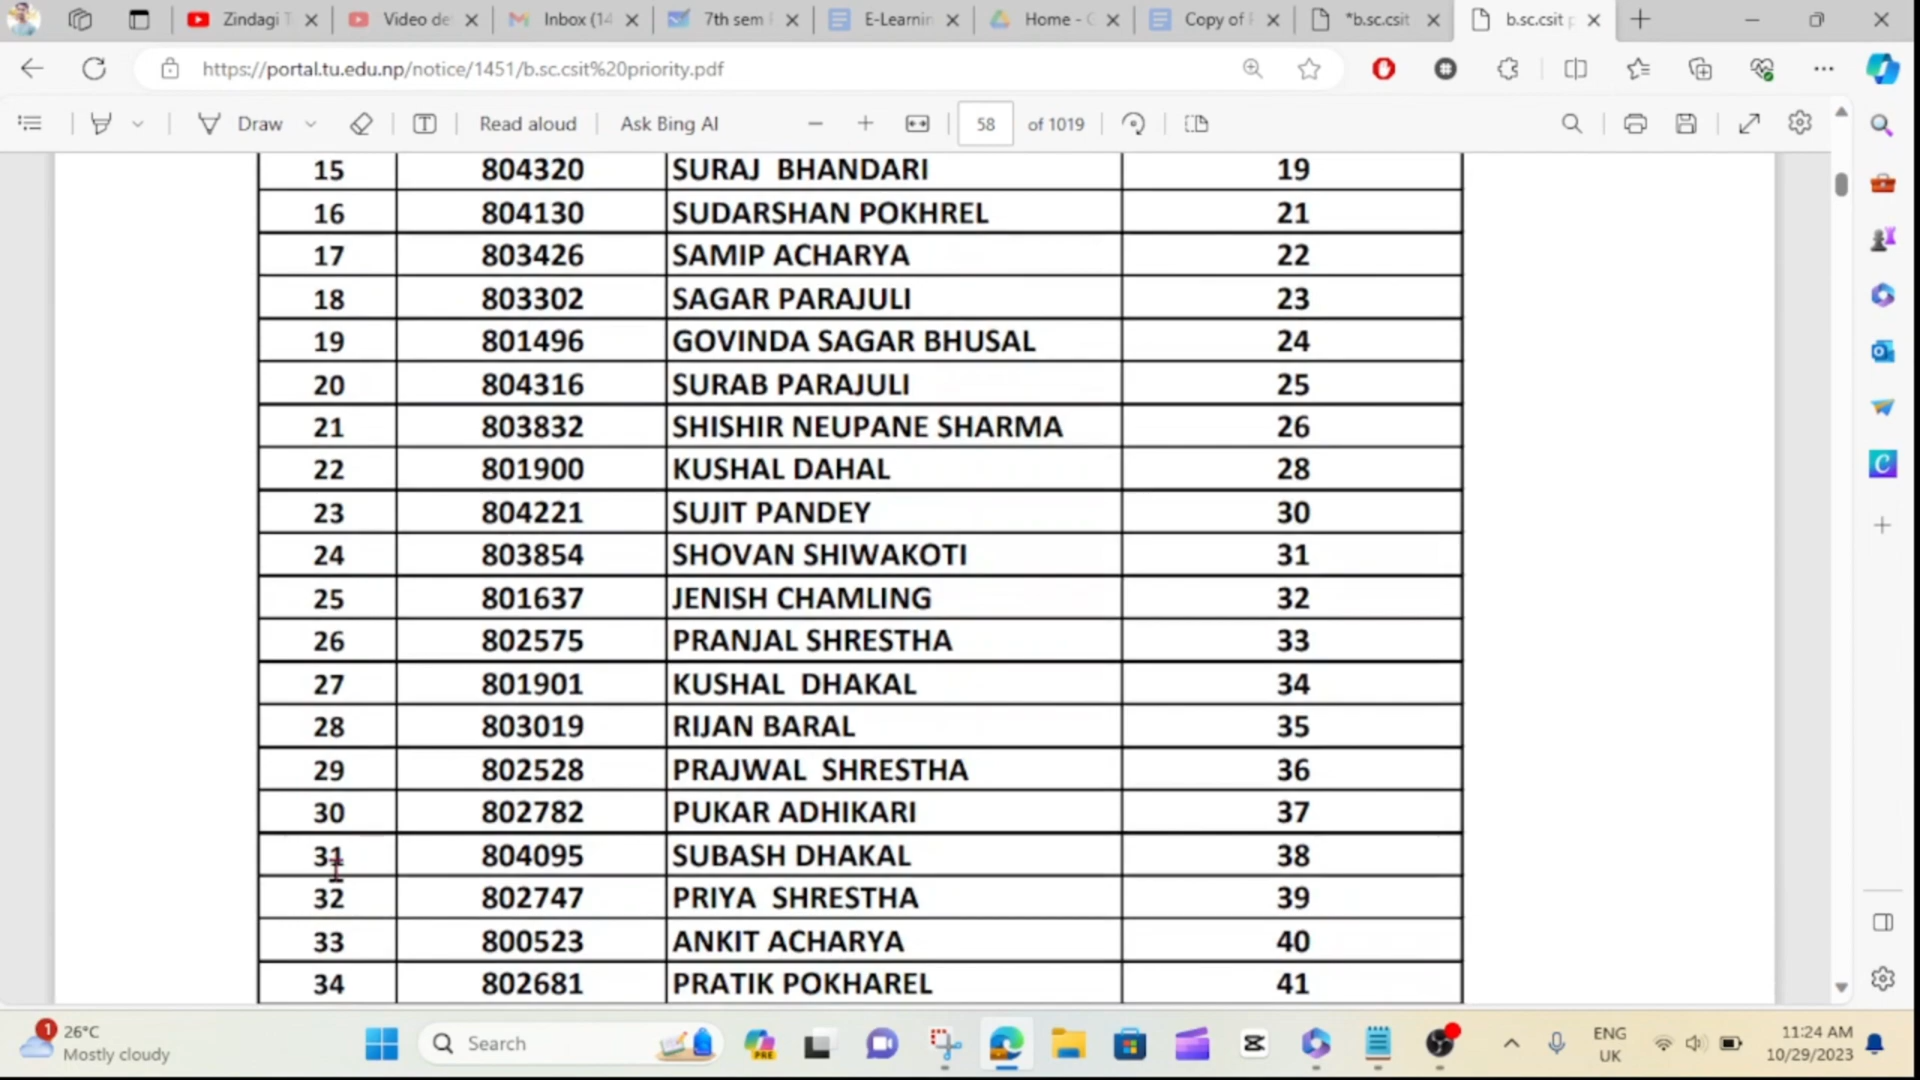 Zindagi T
Video de
Inbox (14
7th sem
E-Learnin
Home -
Copy of
*b.sc.csit
b.sc.csit p
https://portal.tu.edu.np/notice/1451/b.sc.csit%20priority.pdf
Draw
Read aloud
Ask Bing AI
58 of 1019
15 804320 SURAJ BHANDARI 19
16 804130 SUDARSHAN POKHREL 21
17 803426 SAMIP ACHARYA 22
18 803302 SAGAR PARAJULI 23
19 801496 GOVINDA SAGAR BHUSAL 24
20 804316 SURAB PARAJULI 25
21 803832 SHISHIR NEUPANE SHARMA 26
22 801900 KUSHAL DAHAL 28
23 804221 SUJIT PANDEY 30
24 803854 SHOVAN SHIWAKOTI 31
25 801637 JENISH CHAMLING 32
26 802575 PRANJAL SHRESTHA 33
27 801901 KUSHAL DHAKAL 34
28 803019 RIJAN BARAL 35
29 802528 PRAJWAL SHRESTHA 36
30 802782 PUKAR ADHIKARI 37
31 804095 SUBASH DHAKAL 38
32 802747 PRIYA SHRESTHA 39
33 800523 ANKIT ACHARYA 40
34 802681 PRATIK POKHAREL 41
1
26°C
Mostly cloudy
Search
PRE
ENG
UK
11:24 AM
10/29/2023